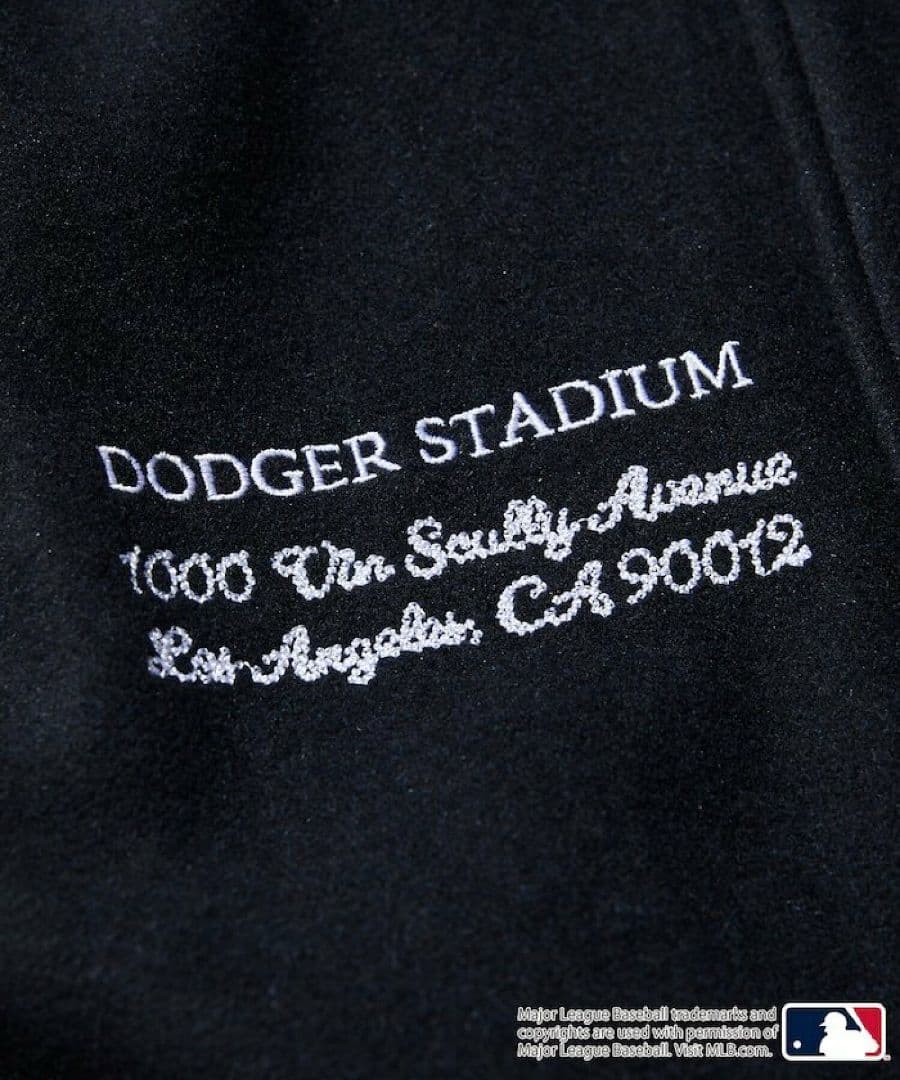 DODGER STADIUM
1000 Vin Scully Avenue
Los Angeles, CA 90012
Major League Baseball trademarks and
copyrights are used with permission of
Major League Baseball. Visit MLB.com.